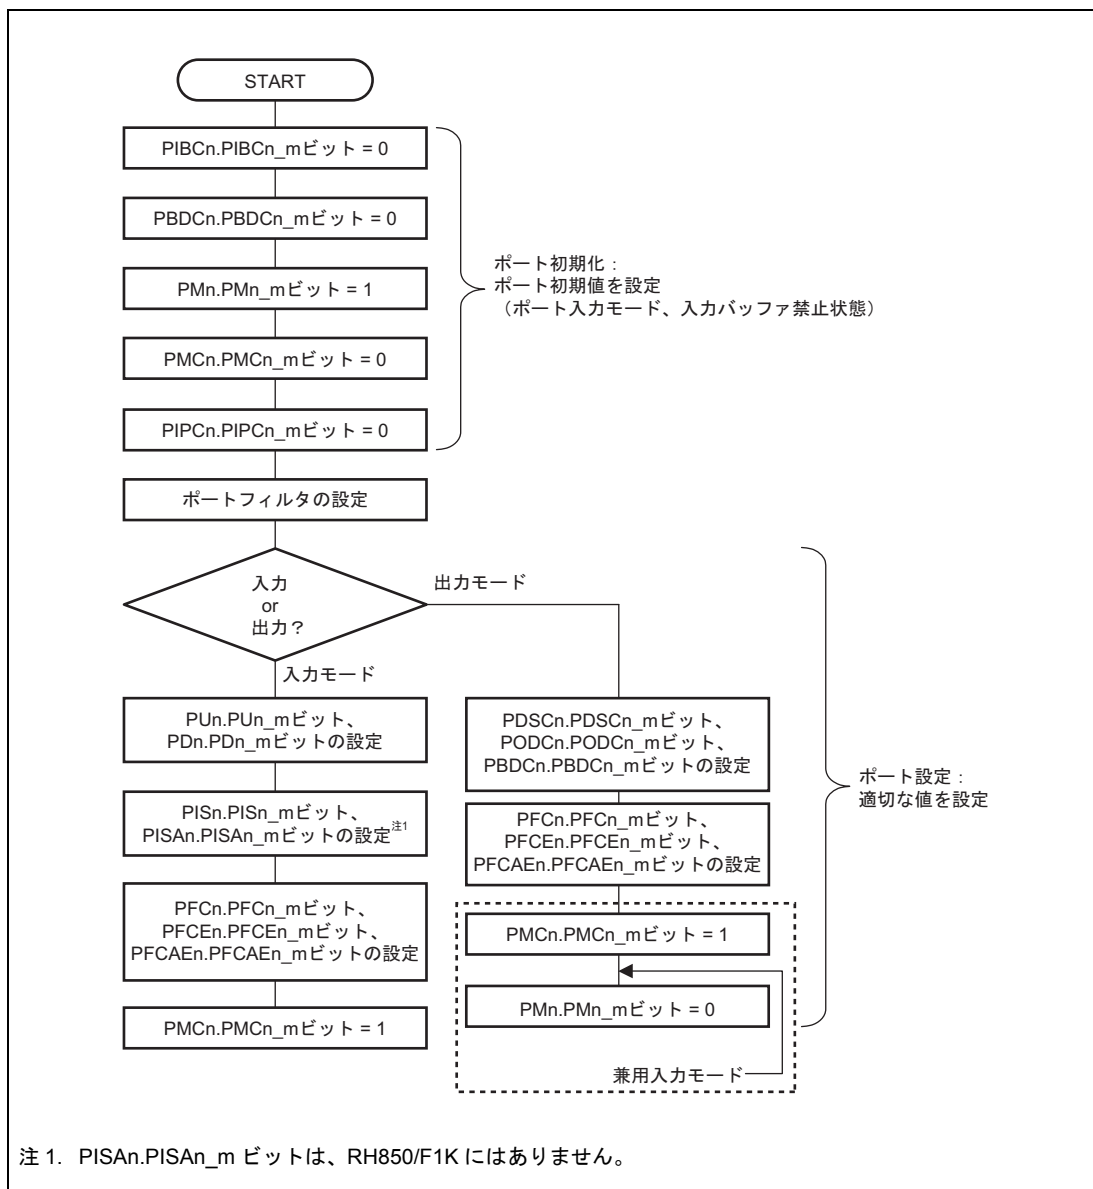 START
PIBCn.PIBCn_mビット = 0
PBDCn.PBDCn_mビット = 0
PMn.PMn_mビット = 1
PMCn.PMCn_mビット = 0
PIPCn.PIPCn_mビット = 0
ポート初期化：
ポート初期値を設定
（ポート入力モード、入力バッファ禁止状態）
ポートフィルタの設定
入力
or
出力？
出力モード
入力モード
PUn.PUn_mビット、
PDn.PDn_mビットの設定
PISn.PISn_mビット、
PISAn.PISAn_mビットの設定注1
PFCn.PFCn_mビット、
PFCEn.PFCEn_mビット、
PFCAEn.PFCAEn_mビットの設定
PMCn.PMCn_mビット = 1
PDSCn.PDSCn_mビット、
PODCn.PODCn_mビット、
PBDCn.PBDCn_mビットの設定
PFCn.PFCn_mビット、
PFCEn.PFCEn_mビット、
PFCAEn.PFCAEn_mビットの設定
PMCn.PMCn_mビット = 1
PMn.PMn_mビット = 0
兼用入力モード
ポート設定：
適切な値を設定
注 1. PISAn.PISAn_m ビットは、RH850/F1K にはありません。